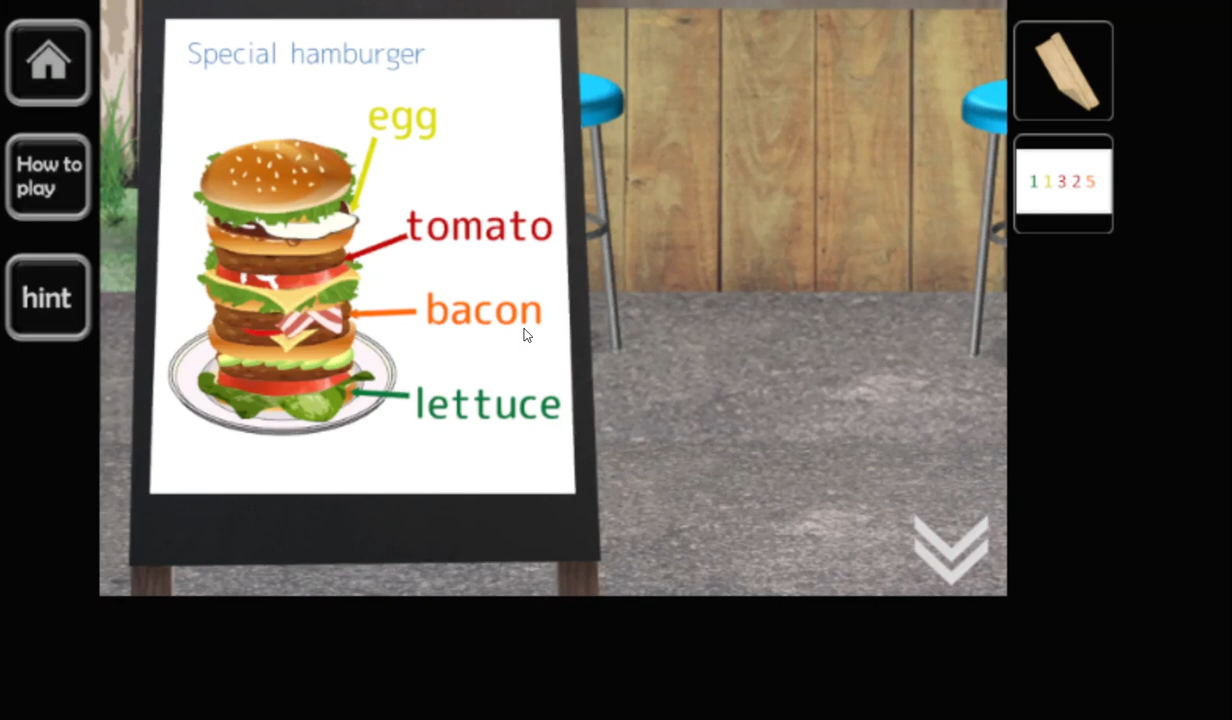 Special hamburger
egg
How to
play
tomato
hint
bacon
lettuce
1 1 3 2 5